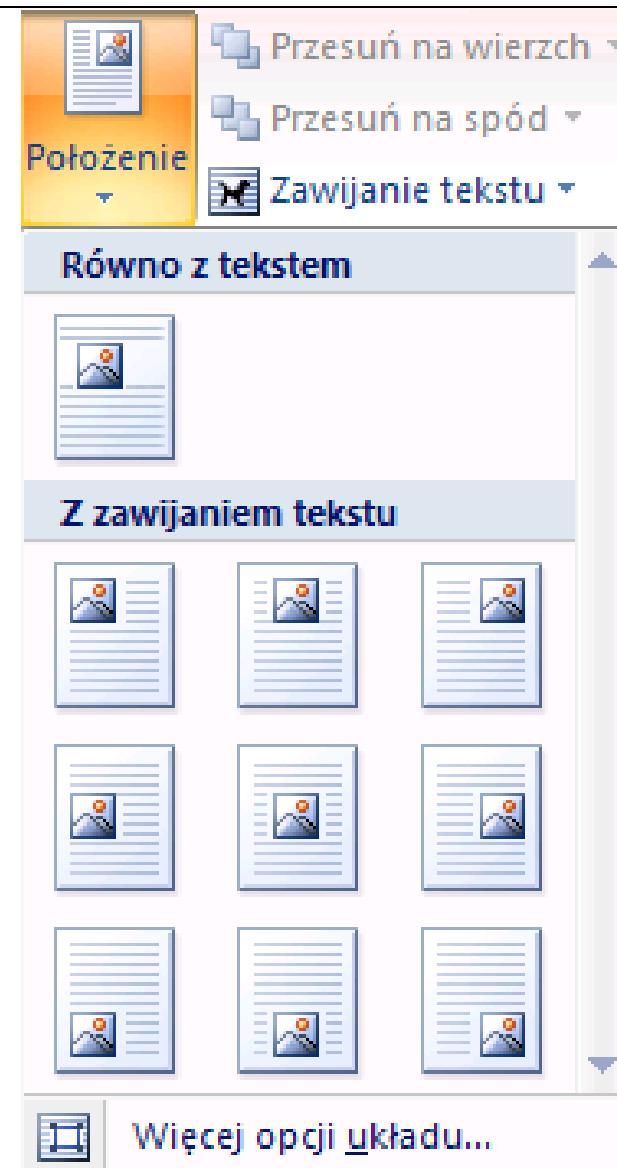 Położenie
Przesuń na wierzch
Przesuń na spód
Zawijanie tekstu
Równo z tekstem
Z zawijaniem tekstu
Więcej opcji układu...